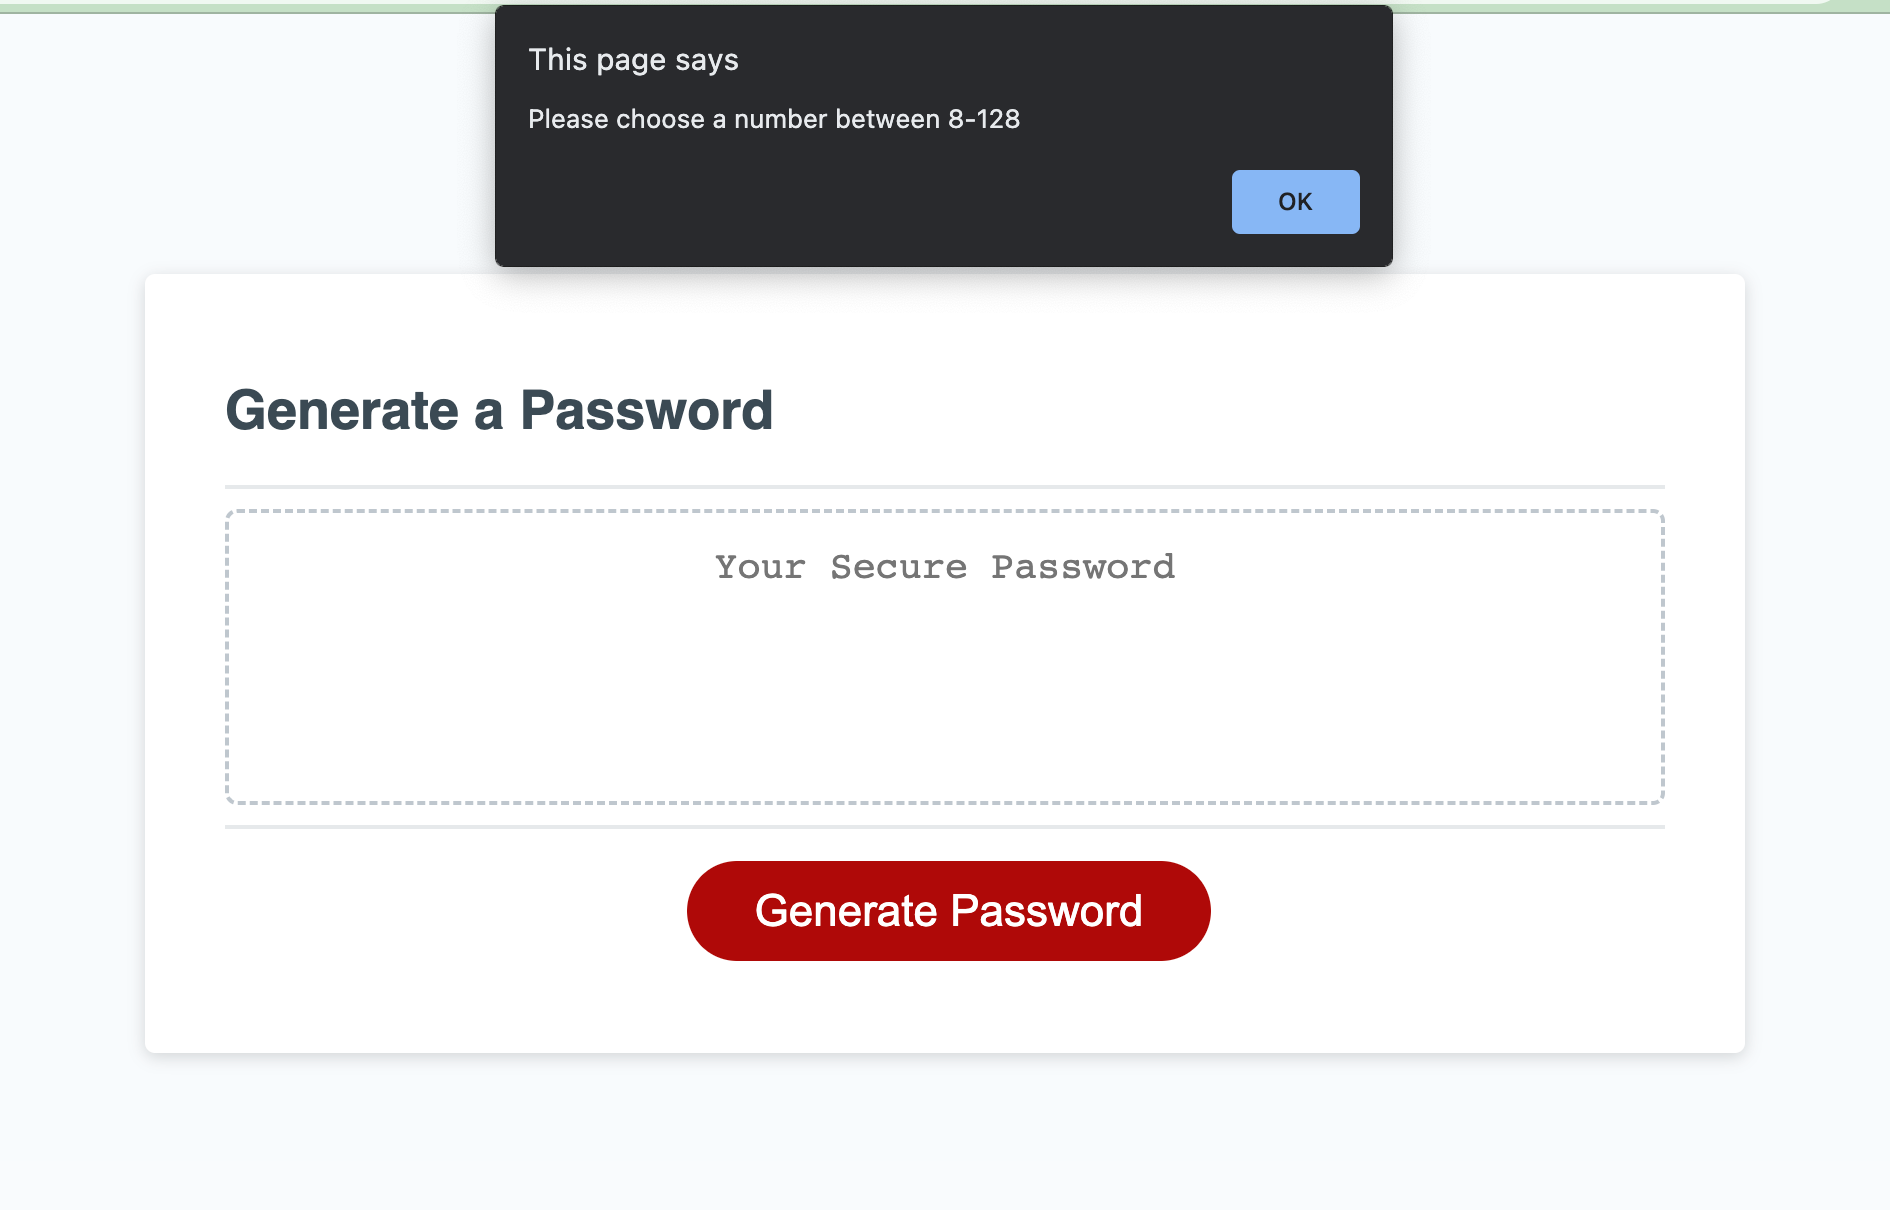 This page says
Please choose a number between 8-128
OK
Generate a Password
Your Secure Password
Generate Password